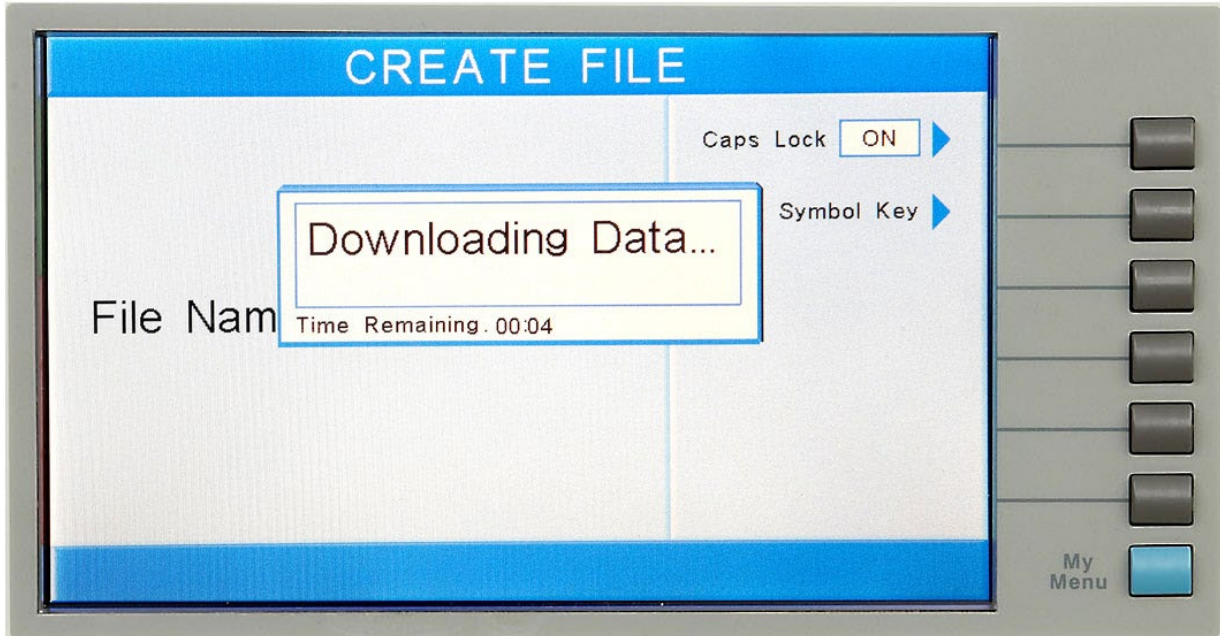 CREATE FILE
Caps Lock ON
Symbol Key
Downloading Data...
File Nam
Time Remaining. 00:04
My
Menu